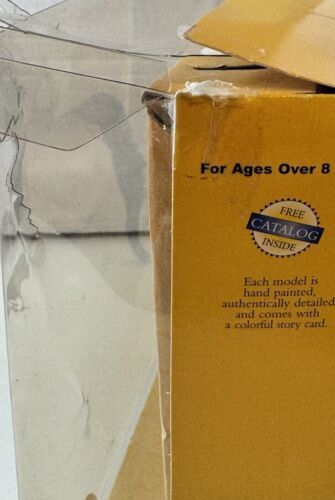 For Ages Over 8
FREE
CATALOG
INSIDE
Each model is
hand painted,
authentically detailed
and comes with
a colorful story card.